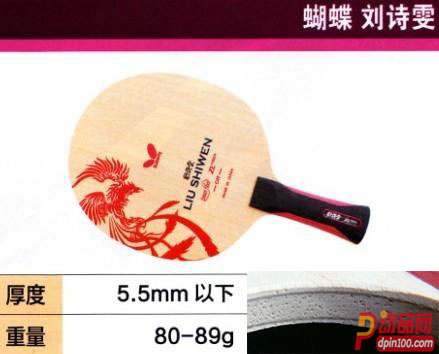 蝴蝶 刘诗雯
LIU SHIWEN
厚度 5.5mm 以下
重量 80-89g
动品网
dpin100.com